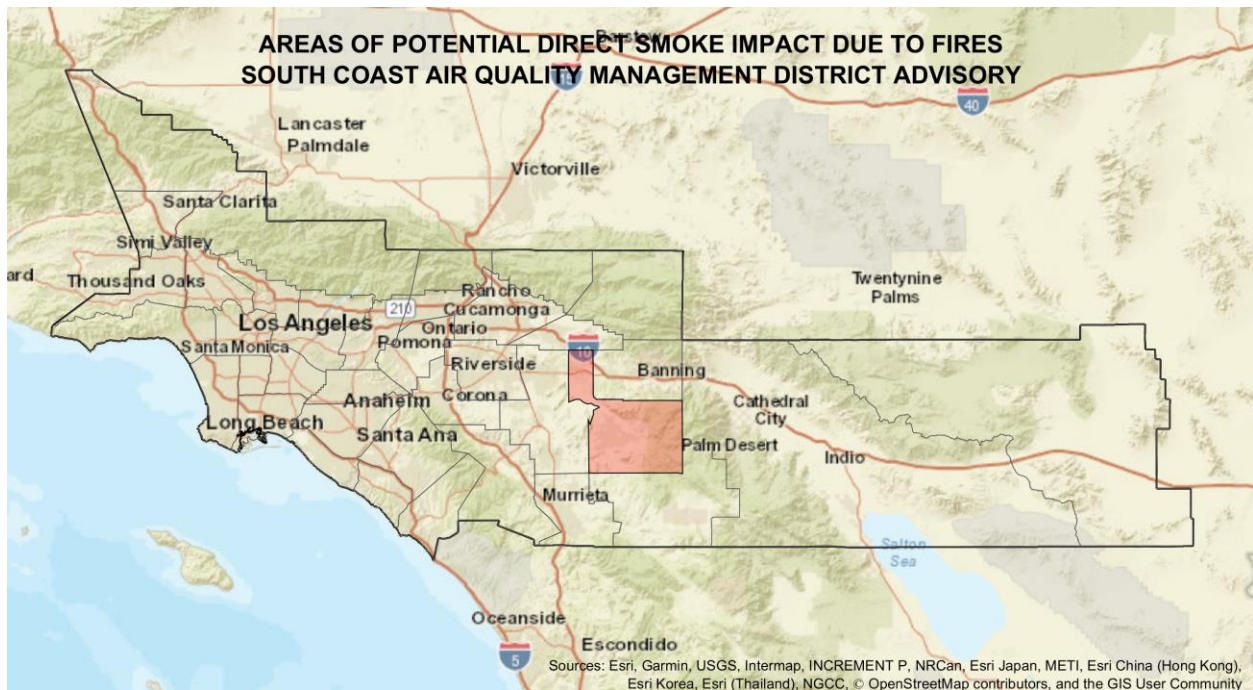 Barstow
AREAS OF POTENTIAL DIRECT SMOKE IMPACT DUE TO FIRES
SOUTH COAST AIR QUALITY MANAGEMENT DISTRICT ADVISORY
15
40
Lancaster
Palmdale
Victorville
Santa Clarita
Simi Valley
ard
Thousand Oaks
Twentynine
Palms
Rancho
Cucamonga
210
Los Angeles
Ontario
Pomona
Santa Monica
10
Riverside
Banning
Corona
Anaheim
Cathedral
City
Long Beach
Santa Ana
Palm Desert
Indio
Murrieta
Salton
Sea
Oceanside
Escondido
5
Sources: Esri, Garmin, USGS, Intermap, INCREMENT P, NRCan, Esri Japan, METI, Esri China (Hong Kong),
Esri Korea, Esri (Thailand), NGCC, © OpenStreetMap contributors, and the GIS User Community